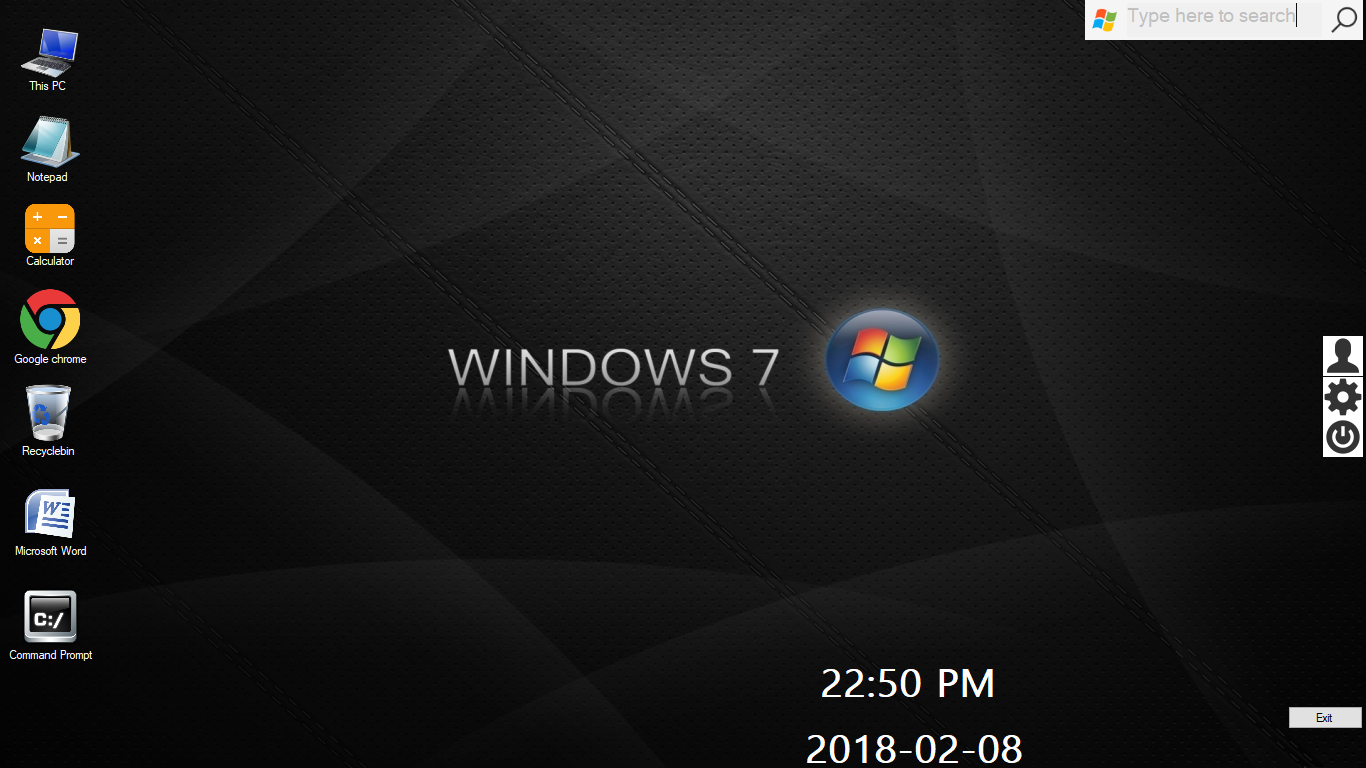 Type here to search
This PC
Notepad
Calculator
Google chrome
Recyclebin
Microsoft Word
C:/
Command Prompt
WINDOWS 7
22:50 PM
2018-02-08
Exit